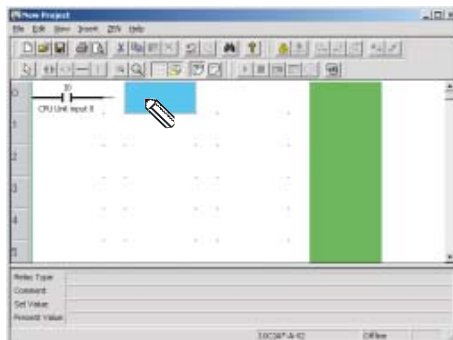 New Project
File Edit View Insert ZEN Help
0
I0
CPU Unit input 0
1
2
3
4
5
Relay Type
Comment
Set Value
Present Value
Offline